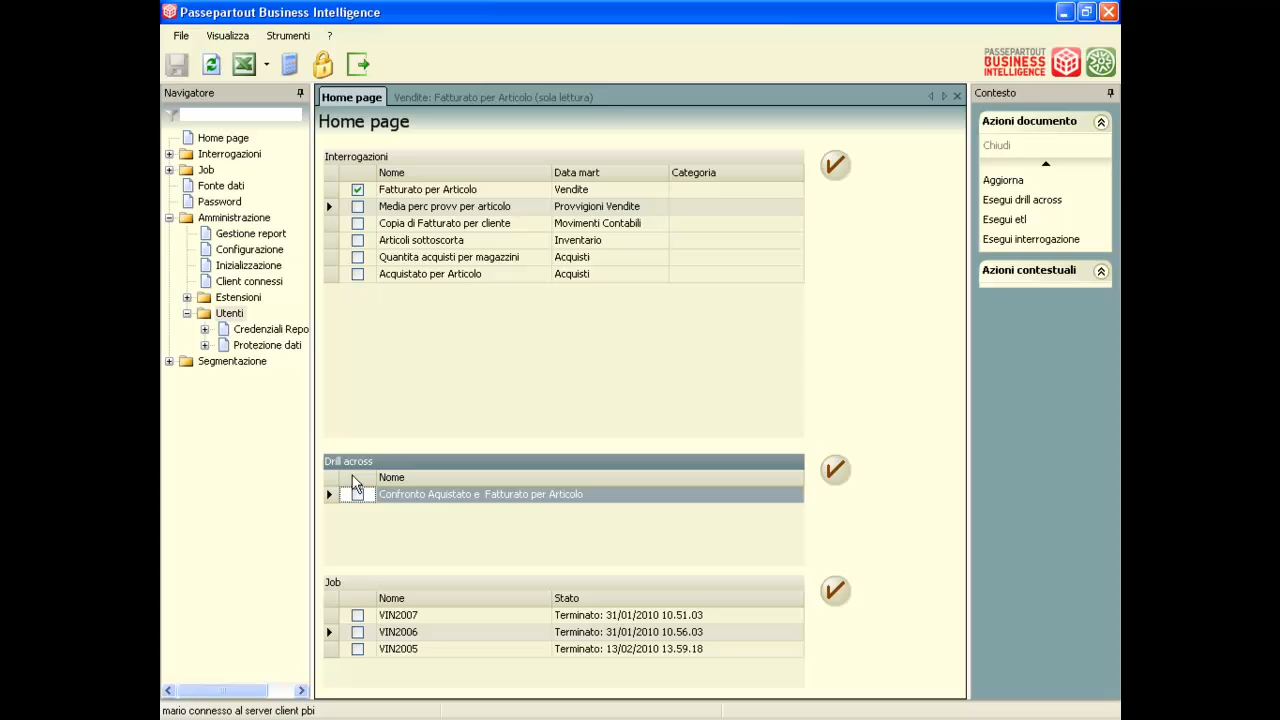 Passepartout Business Intelligence
File Visualizza Strumenti ?
PASSEPARTOUT
BUSINESS
INTELLIGENCE
Navigatore
Home page
Interrogazioni
Job
Fonte dati
Password
Amministrazione
Gestione report
Configurazione
Inizializzazione
Client connessi
Estensioni
Utenti
Credenziali Repo
Protezione dati
Segmentazione
Home page Vendite: Fatturato per Articolo (sola lettura)
Home page
Interrogazioni
Nome Data mart Categoria
Fatturato per Articolo Vendite
Media perc provv per articolo Provvigioni Vendite
Copia di Fatturato per cliente Movimenti Contabili
Articoli sottoscorta Inventario
Quantita acquisti per magazzini Acquisti
Acquistato per Articolo Acquisti
Drill across
Nome
Confronto Aquistato e Fatturato per Articolo
Job
Nome Stato
VIN2007 Terminato: 31/01/2010 10.51.03
VIN2006 Terminato: 31/01/2010 10.56.03
VIN2005 Terminato: 13/02/2010 13.59.18
Contesto
Azioni documento
Chiudi
Aggiorna
Esegui drill across
Esegui etl
Esegui interrogazione
Azioni contestuali
mario connesso al server client pbi